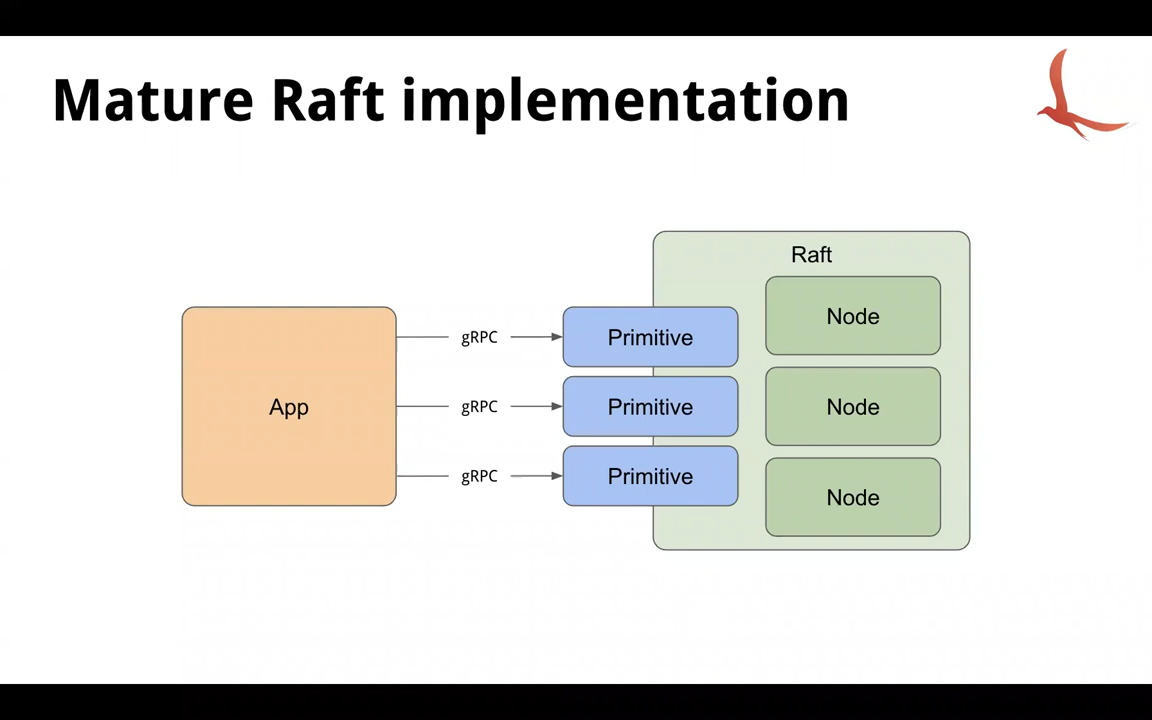 Mature Raft implementation
Raft
App
gRPC
gRPC
gRPC
Primitive
Primitive
Primitive
Node
Node
Node